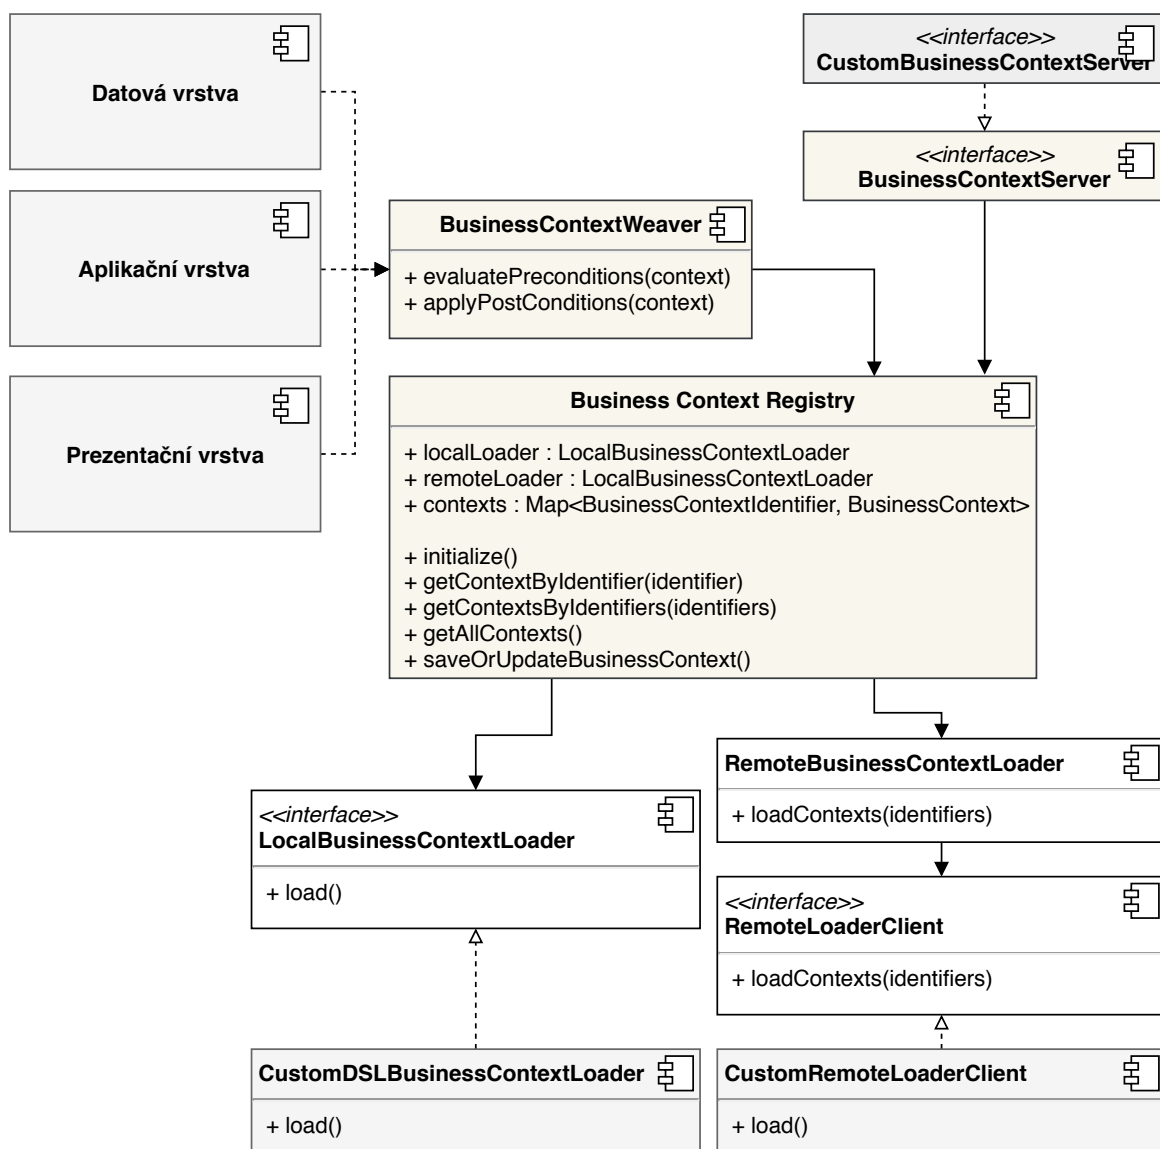 Datová vrstva
Aplikační vrstva
Prezentační vrstva
<<interface>>
CustomBusinessContextServer
<<interface>>
BusinessContextServer
BusinessContextWeaver
+ evaluatePreconditions(context)
+ applyPostConditions(context)
Business Context Registry
+ localLoader : LocalBusinessContextLoader
+ remoteLoader : LocalBusinessContextLoader
+ contexts : Map<BusinessContextIdentifier, BusinessContext>
+ initialize()
+ getContextByIdentifier(identifier)
+ getContextsByIdentifiers(identifiers)
+ getAllContexts()
+ saveOrUpdateBusinessContext()
<<interface>>
LocalBusinessContextLoader
+ load()
RemoteBusinessContextLoader
+ loadContexts(identifiers)
<<interface>>
RemoteLoaderClient
+ loadContexts(identifiers)
CustomDSLBusinessContextLoader
+ load()
CustomRemoteLoaderClient
+ load()